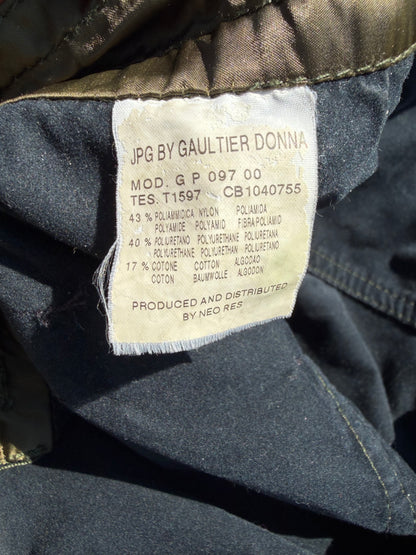 JPG BY GAULTIER DONNA
MOD. G P 097 00
TES. T1597 - CB1040755
43 % POLIAMMIDICA NYLON POLIAMIDA
POLYAMIDE POLYAMID FIBRA POLIAMID
40 % POLIURETANO POLYURETHANE POLIURETANA
POLYURETHANE POLYURETHAN POLIURETANO
17 % COTONE COTTON ALGODAO
COTON BAUMWOLLE ALGODON
PRODUCED AND DISTRIBUTED
BY NEO RES